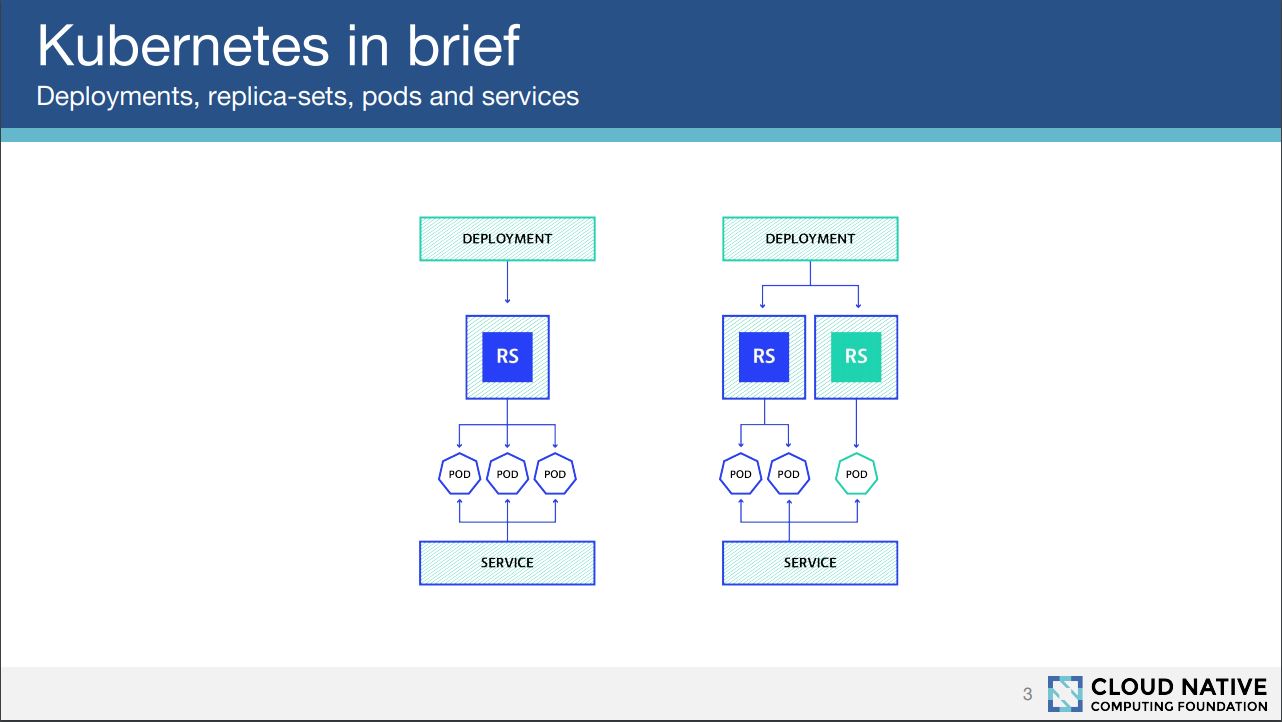 Kubernetes in brief
Deployments, replica-sets, pods and services
DEPLOYMENT
RS
POD POD POD
SERVICE
DEPLOYMENT
RS RS
POD POD POD
SERVICE
3
CLOUD NATIVE
COMPUTING FOUNDATION